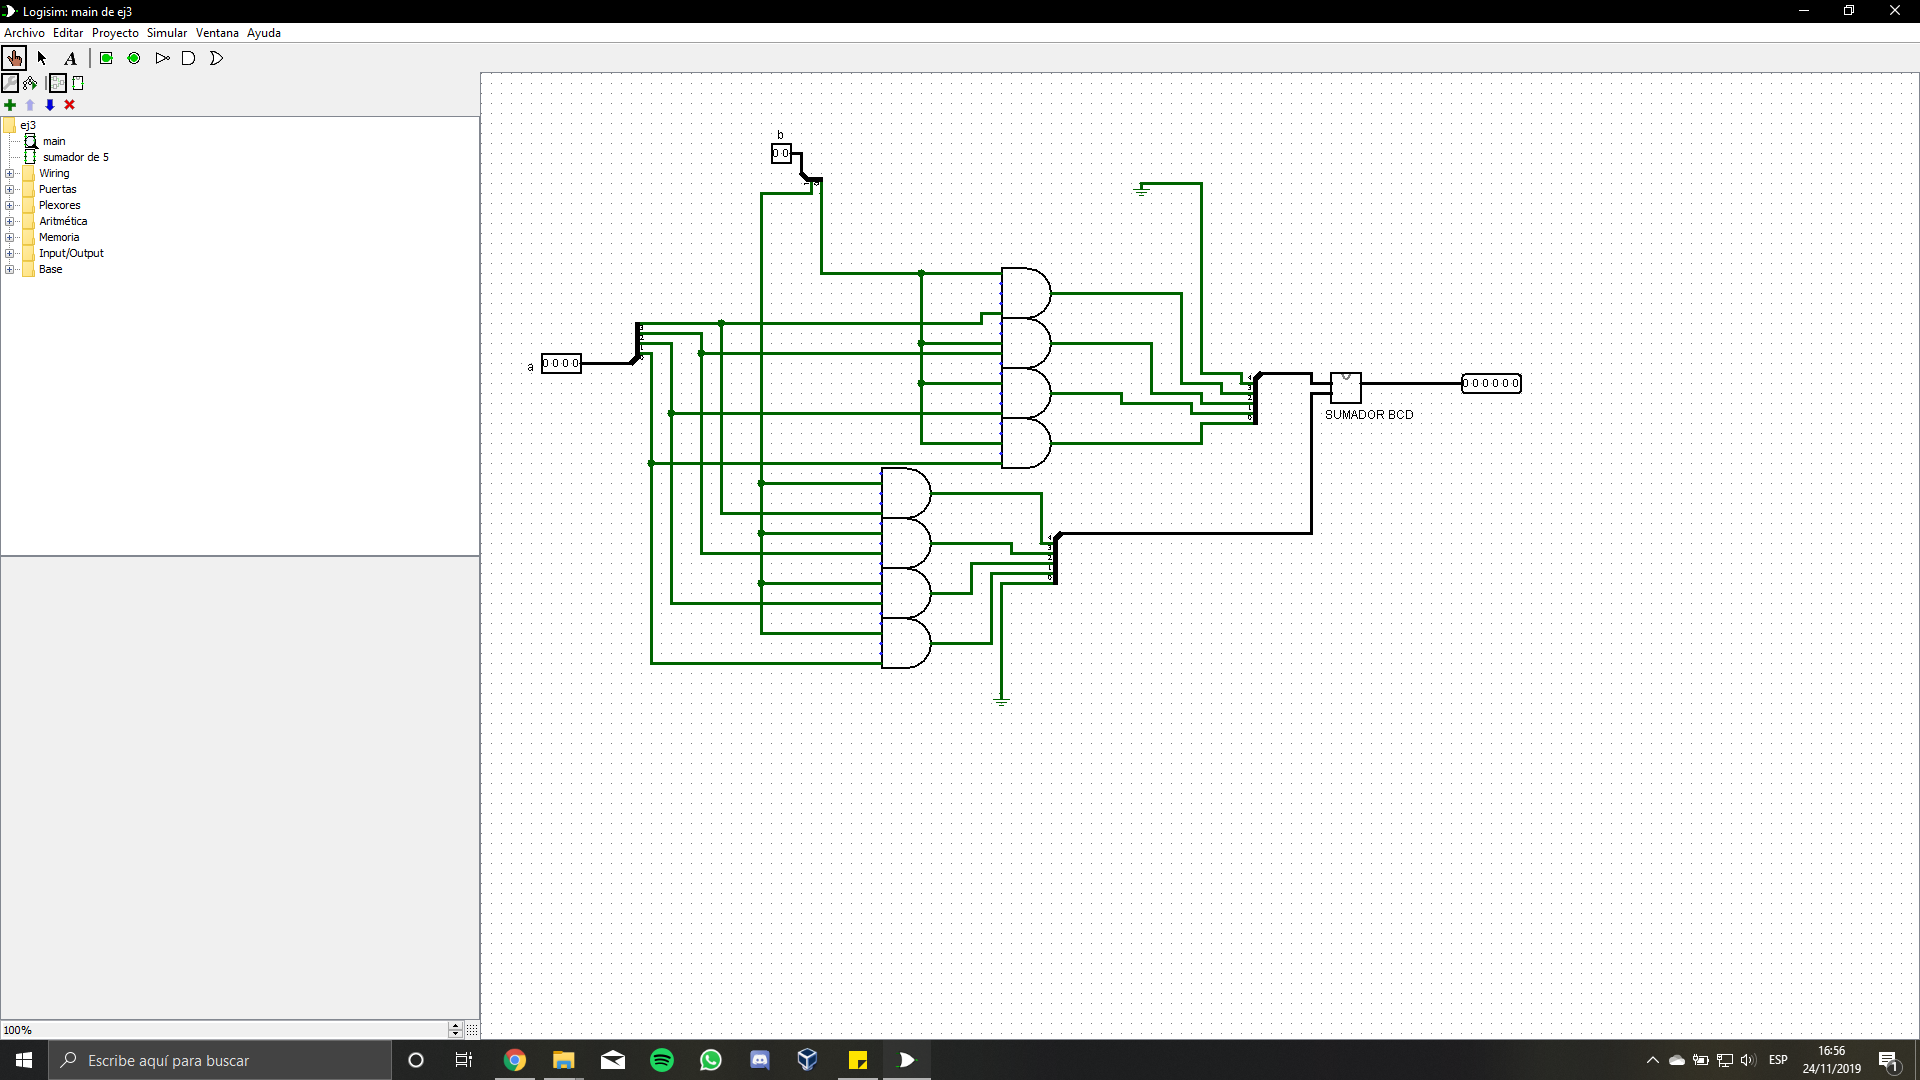 Logisim: main de ej3
Archivo Editar Proyecto Simular Ventana Ayuda
A
ej3
main
sumador de 5
Wiring
Puertas
Plexores
Aritmética
Memoria
Input/Output
Base
b
0 0
a
0 0 0 0
0 0 0 0 0 0
SUMADOR BCD
100%
Escribe aquí para buscar
ESP
16:56
24/11/2019
1